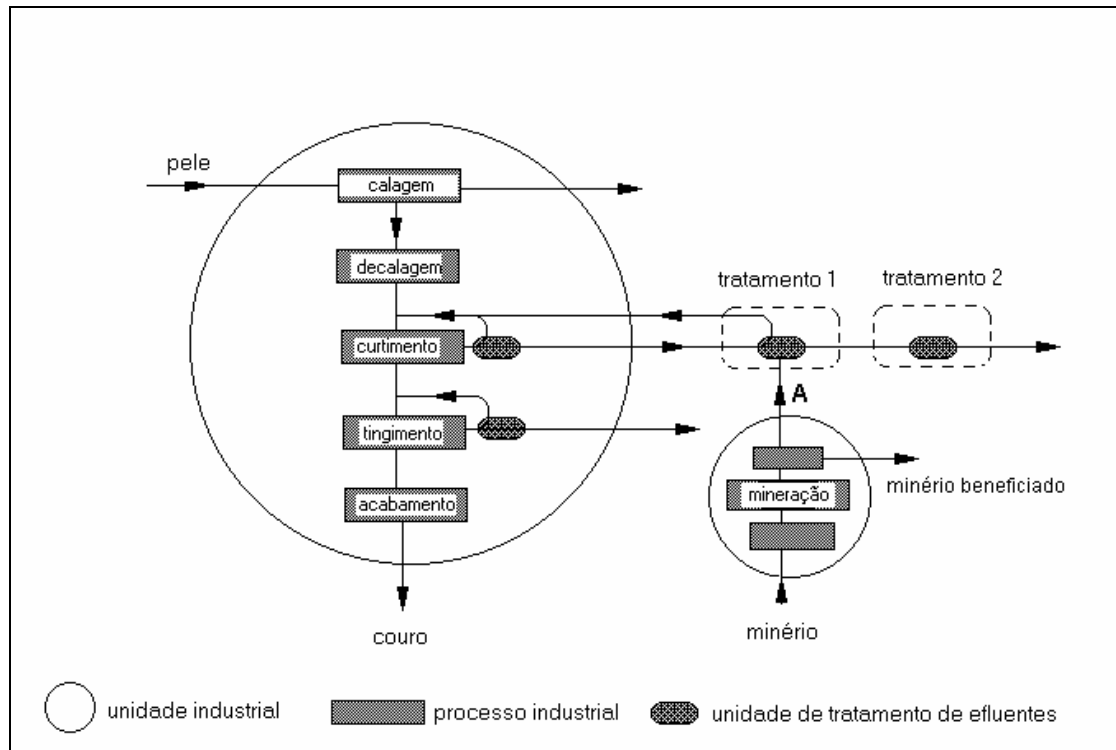 pele
calagem
decalagem
tratamento 1
tratamento 2
curtimento
A
tingimento
mineração
minério beneficiado
acabamento
couro
minério
unidade industrial
processo industrial
unidade de tratamento de efluentes